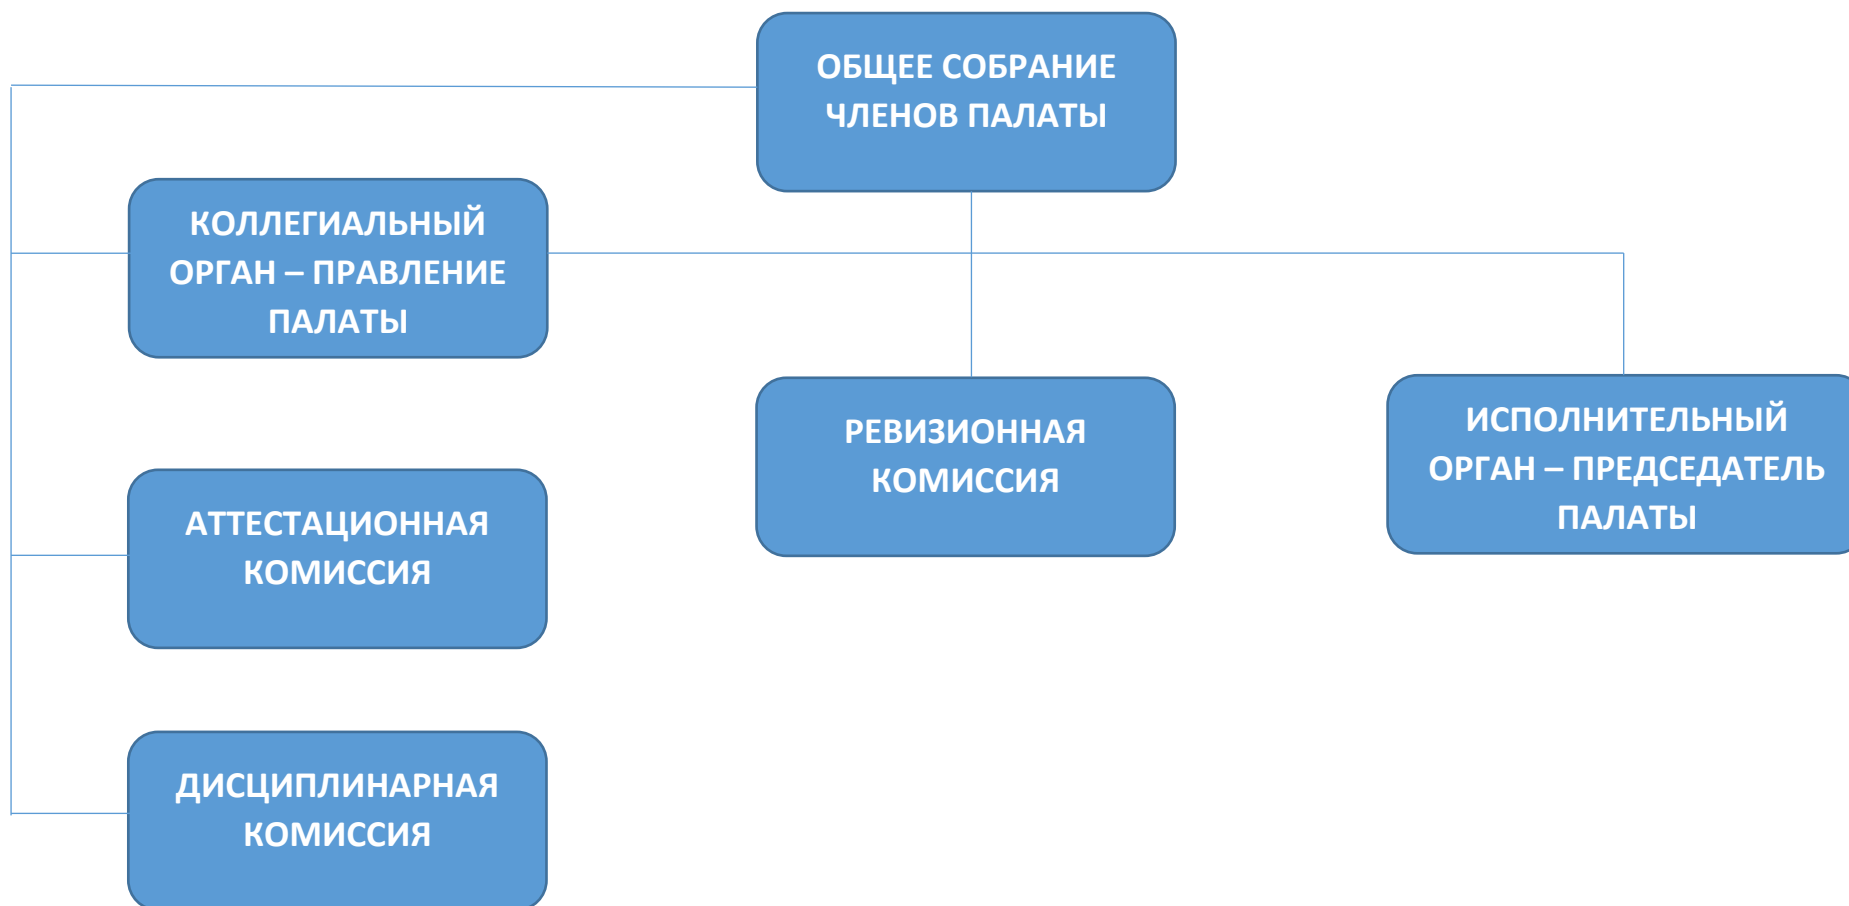 ОБЩЕЕ СОБРАНИЕ
ЧЛЕНОВ ПАЛАТЫ
КОЛЛЕГИАЛЬНЫЙ
ОРГАН – ПРАВЛЕНИЕ
ПАЛАТЫ
РЕВИЗИОННАЯ
КОМИССИЯ
ИСПОЛНИТЕЛЬНЫЙ
ОРГАН – ПРЕДСЕДАТЕЛЬ
ПАЛАТЫ
АТТЕСТАЦИОННАЯ
КОМИССИЯ
ДИСЦИПЛИНАРНАЯ
КОМИССИЯ